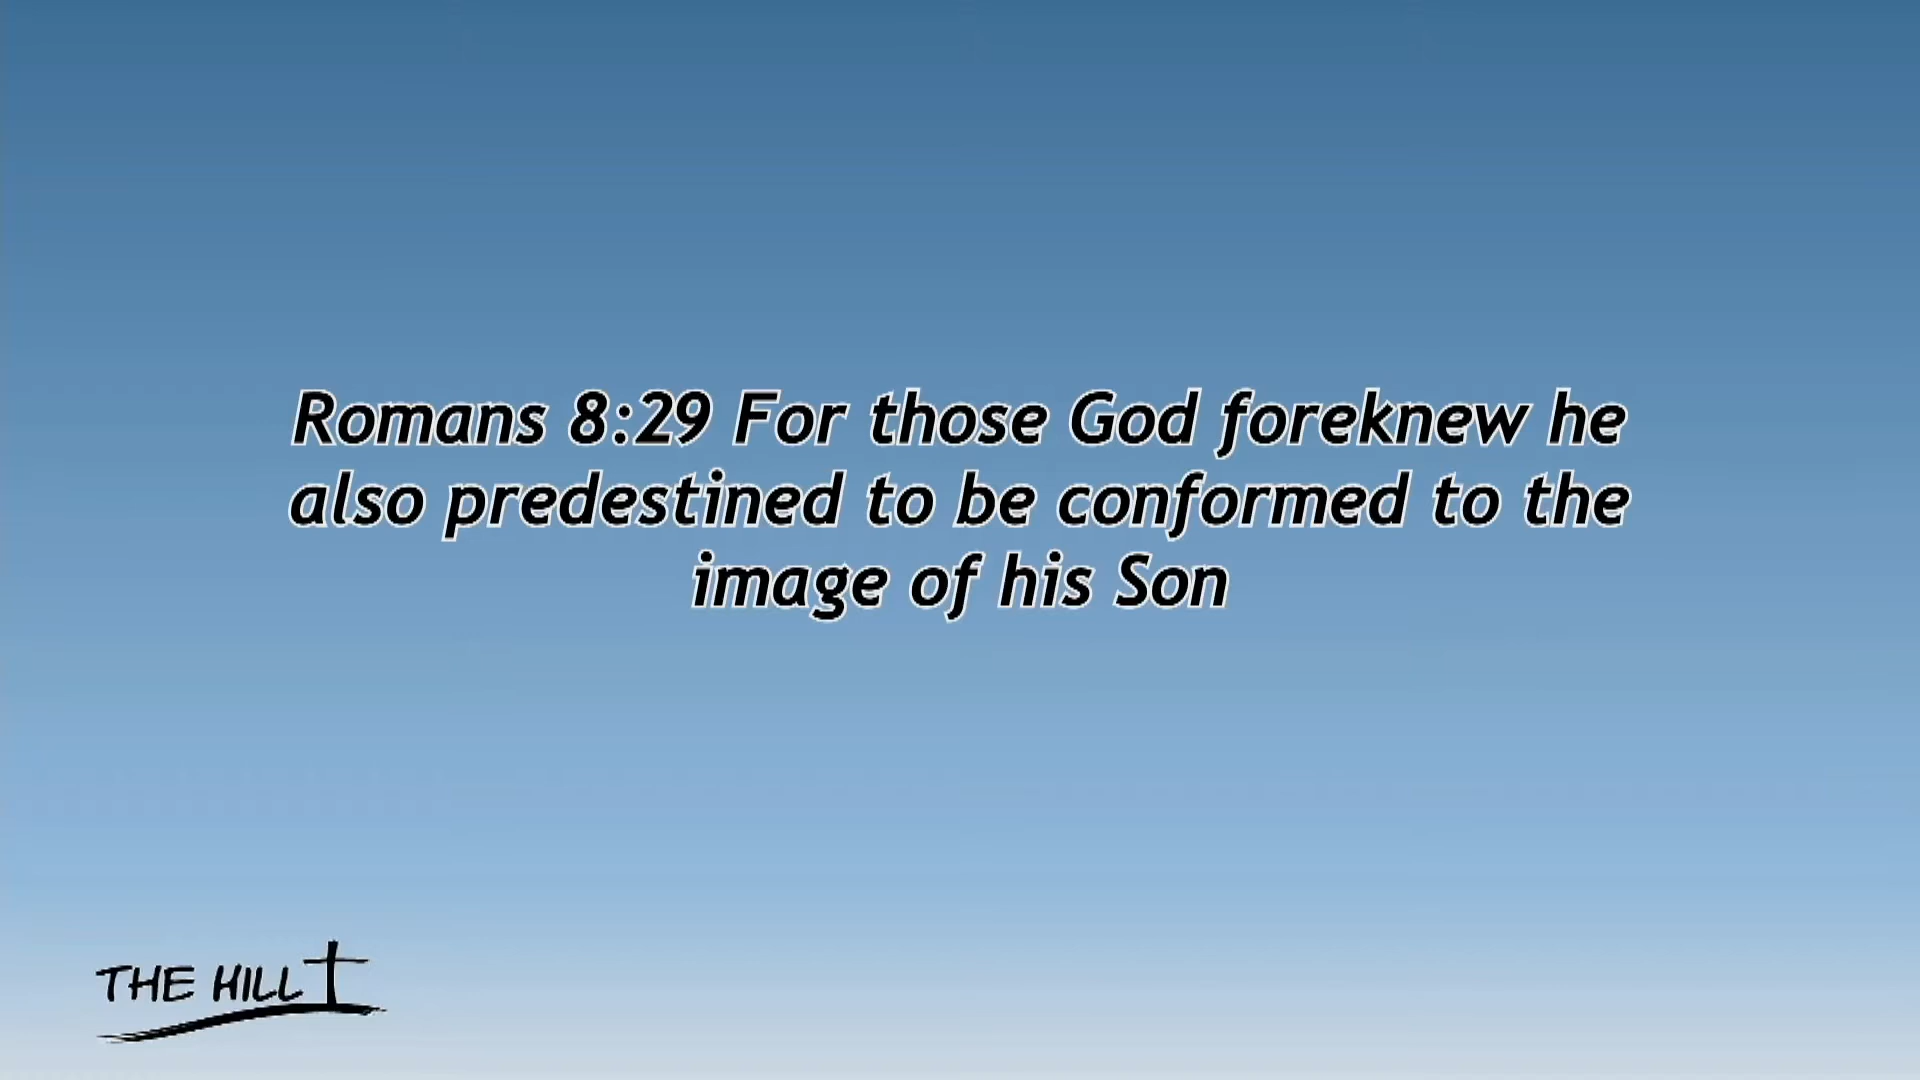 Romans 8:29 For those God foreknew he
also predestined to be conformed to the
image of his Son
THE HILL